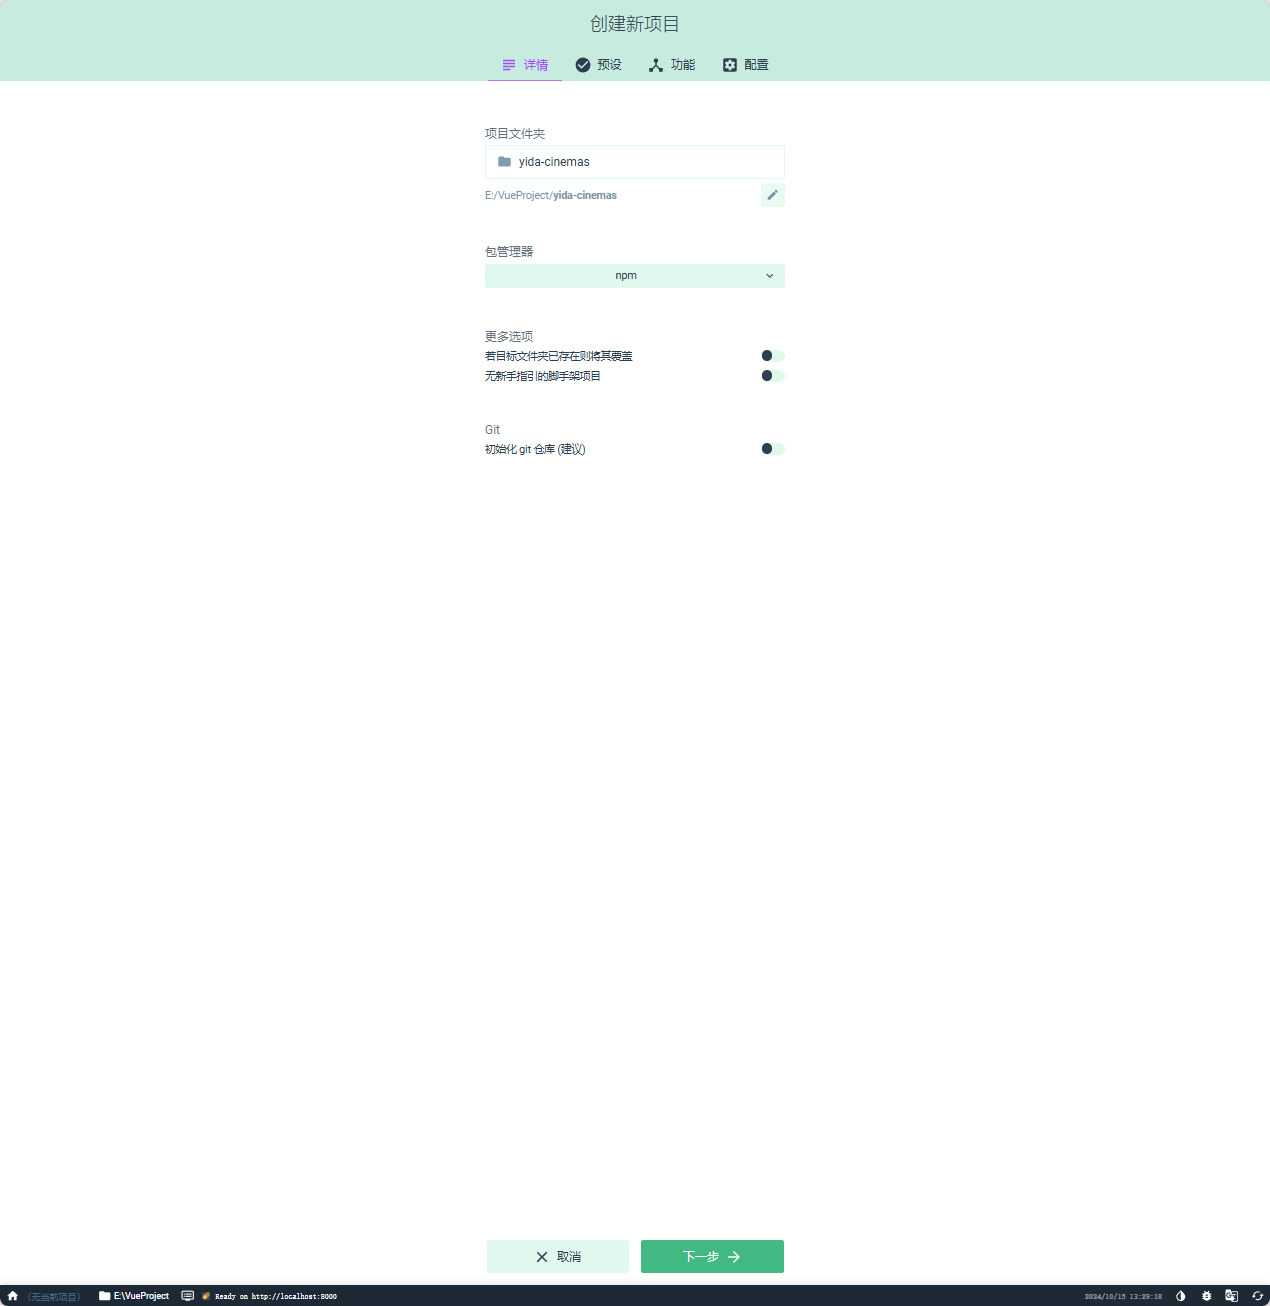 创建新项目
详情 预设 功能 配置
项目文件夹
yida-cinemas
E:/VueProject/yida-cinemas
包管理器
npm
更多选项
若目标文件夹已存在则将其覆盖
无新手指引的脚手架项目
Git
初始化 git 仓库 (建议)
取消 下一步
(无当前项目) E:\VueProject Ready on http://localhost:8000 2024/10/15 13:29:18